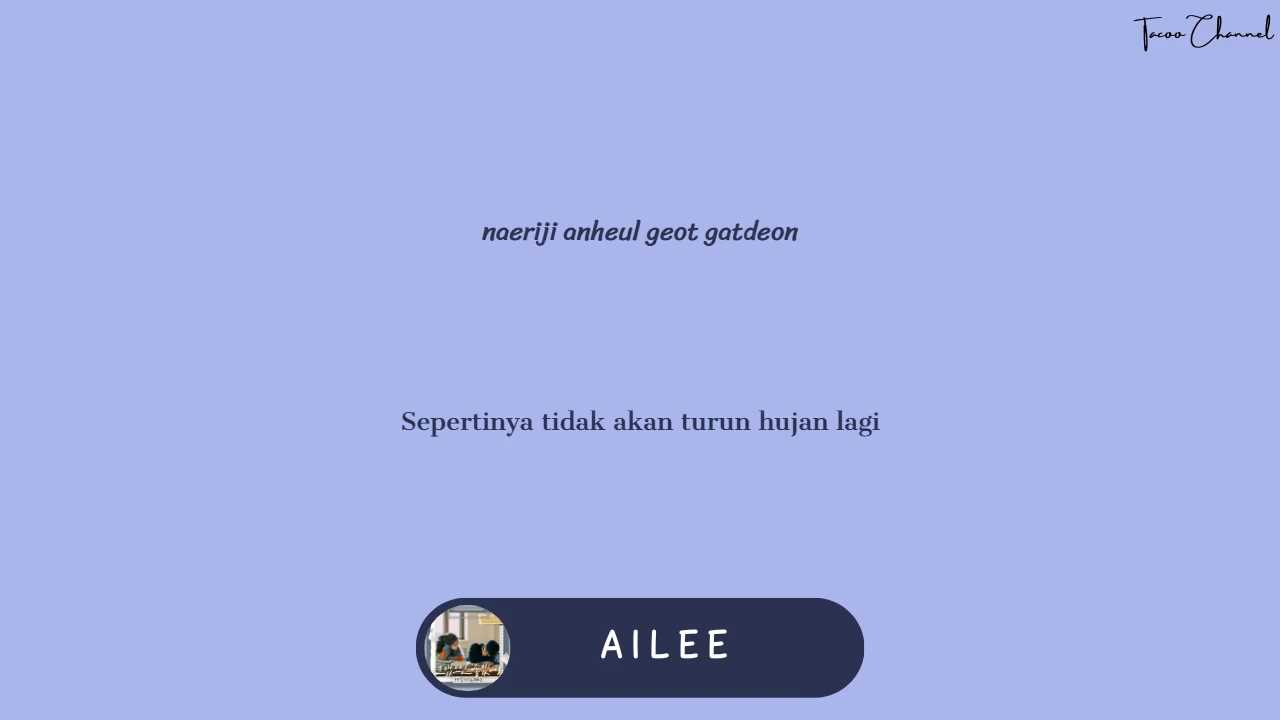 Tacoo Channel
naeriji anheul geot gatdeon
Sepertinya tidak akan turun hujan lagi
AILEE